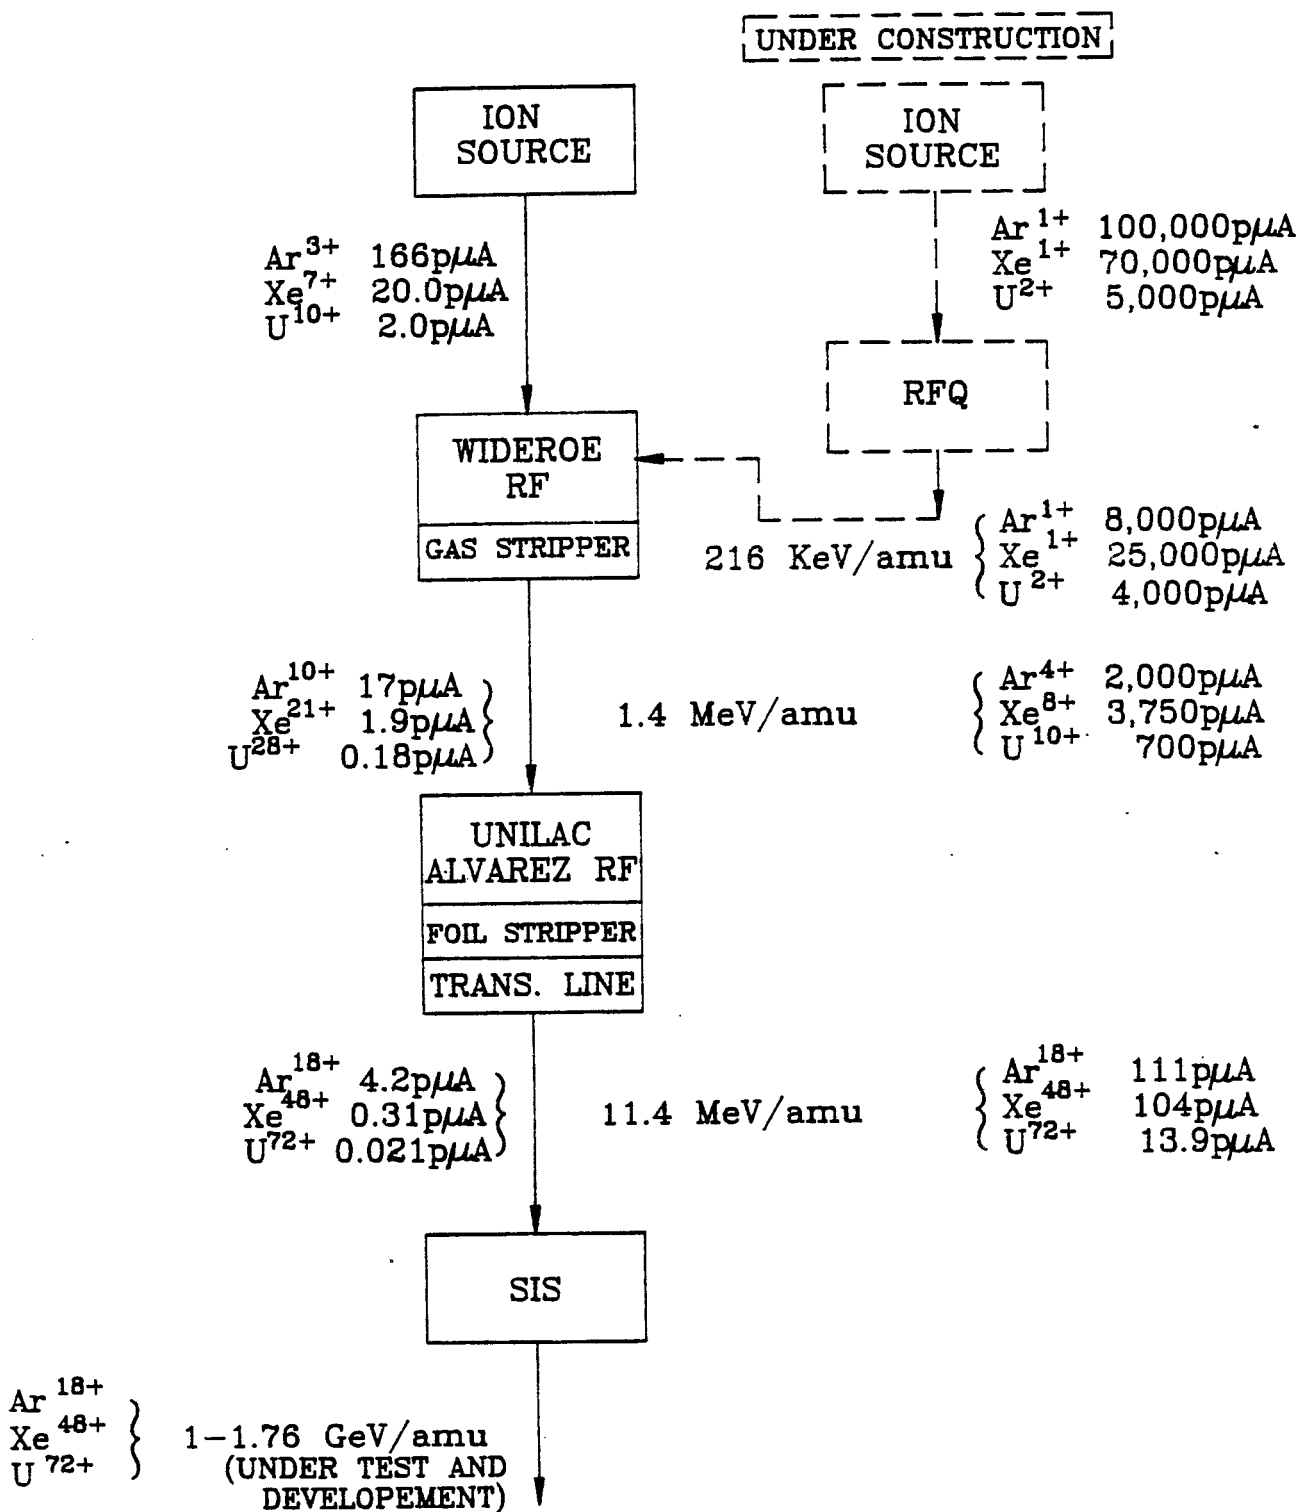 UNDER CONSTRUCTION
ION
SOURCE
ION
SOURCE
Ar³⁺ 166pμA
Xe⁷⁺ 20.0pμA
U¹⁰⁺ 2.0pμA
Ar¹⁺ 100,000pμA
Xe¹⁺ 70,000pμA
U²⁺ 5,000pμA
RFQ
WIDEROE
RF
GAS STRIPPER
216 KeV/amu
Ar¹⁺ 8,000pμA
Xe¹⁺ 25,000pμA
U²⁺ 4,000pμA
Ar¹⁰⁺ 17pμA
Xe²¹⁺ 1.9pμA
U²⁸⁺ 0.18pμA
1.4 MeV/amu
Ar⁴⁺ 2,000pμA
Xe⁸⁺ 3,750pμA
U¹⁰⁺ 700pμA
UNILAC
ALVAREZ RF
FOIL STRIPPER
TRANS. LINE
Ar¹⁸⁺ 4.2pμA
Xe⁴⁸⁺ 0.31pμA
U⁷²⁺ 0.021pμA
11.4 MeV/amu
Ar¹⁸⁺ 111pμA
Xe⁴⁸⁺ 104pμA
U⁷²⁺ 13.9pμA
SIS
Ar¹⁸⁺
Xe⁴⁸⁺
U⁷²⁺
1-1.76 GeV/amu
(UNDER TEST AND
DEVELOPEMENT)